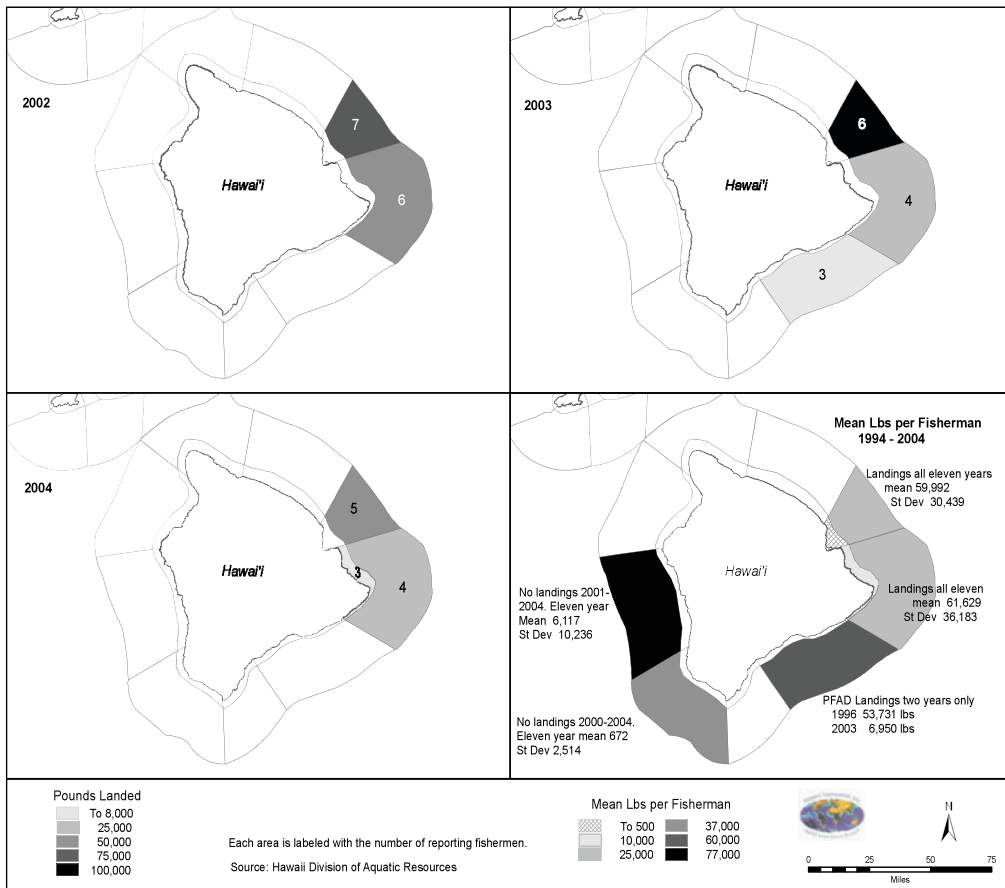 2002
7
6
Hawai'i
2003
6
4
3
Hawai'i
2004
5
3
4
Hawai'i
Mean Lbs per Fisherman
1994 - 2004
Landings all eleven years
mean 59,992
St Dev 30,439
Hawai'i
Landings all eleven
mean 61,629
St Dev 36,183
No landings 2001-
2004. Eleven year
Mean 6,117
St Dev 10,236
PFAD Landings two years only
1996 53,731 lbs
2003 6,950 lbs
No landings 2000-2004.
Eleven year mean 672
St Dev 2,514
Pounds Landed
To 8,000
25,000
50,000
75,000
100,000
Each area is labeled with the number of reporting fishermen.
Source: Hawaii Division of Aquatic Resources
Mean Lbs per Fisherman
To 500
10,000
25,000
37,000
60,000
77,000
N
0 5 25 50 75
Miles